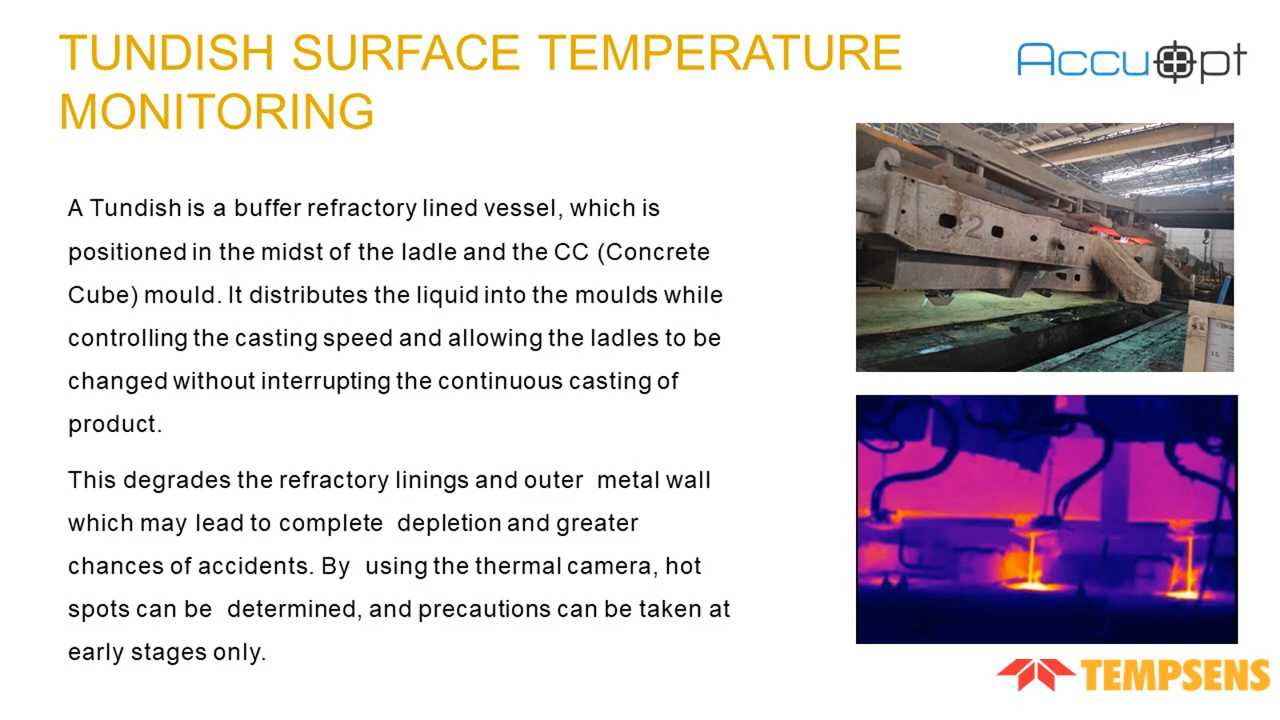 TUNDISH SURFACE TEMPERATURE
MONITORING
AccuOpt
A Tundish is a buffer refractory lined vessel, which is
positioned in the midst of the ladle and the CC (Concrete
Cube) mould. It distributes the liquid into the moulds while
controlling the casting speed and allowing the ladles to be
changed without interrupting the continuous casting of
product.
This degrades the refractory linings and outer metal wall
which may lead to complete depletion and greater
chances of accidents. By using the thermal camera, hot
spots can be determined, and precautions can be taken at
early stages only.
2
TEMPSENS